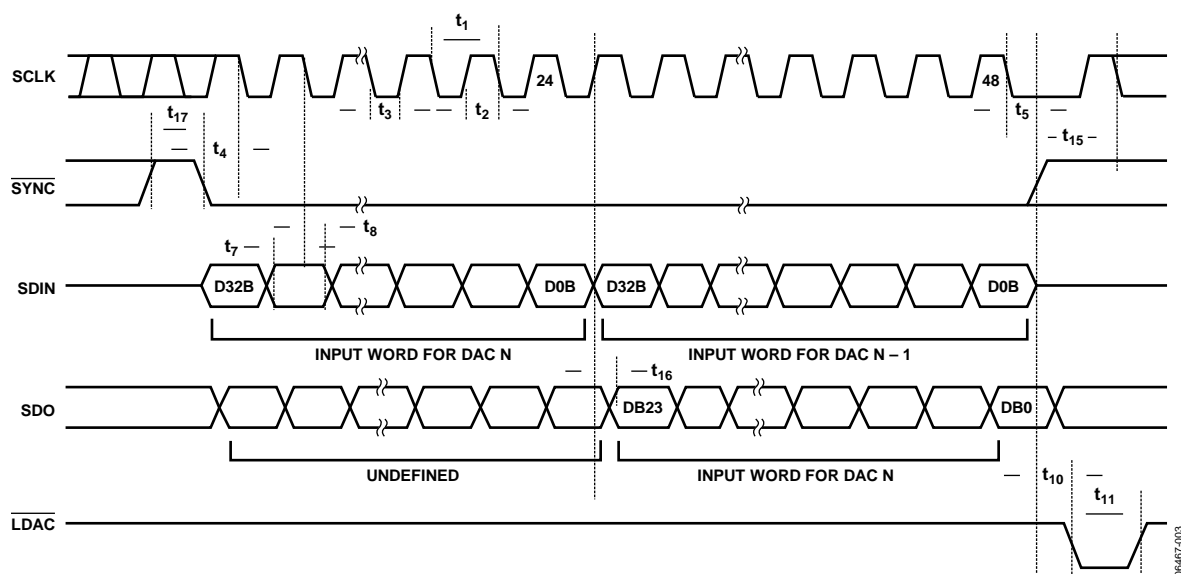 t1
SCLK
24
48
t3
t2
t5
t17
t4
t15
SYNC
t7
t8
SDIN
D32B
D0B
D32B
D0B
INPUT WORD FOR DAC N
INPUT WORD FOR DAC N – 1
t16
SDO
DB23
DB0
UNDEFINED
INPUT WORD FOR DAC N
t10
t11
LDAC
06467-003